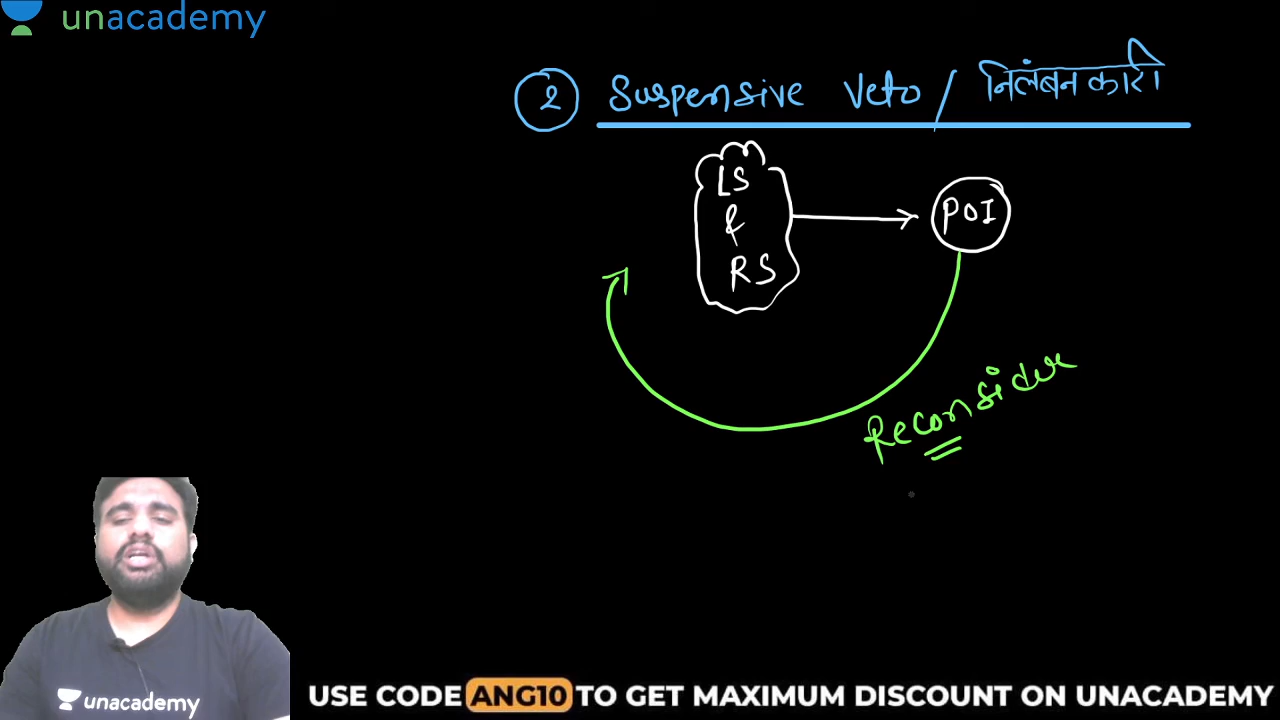 unacademy
2 Suspensive Veto / निलंबनकारी
LS
&
RS
POI
Reconsider
unacademy
USE CODE ANG10 TO GET MAXIMUM DISCOUNT ON UNACADEMY